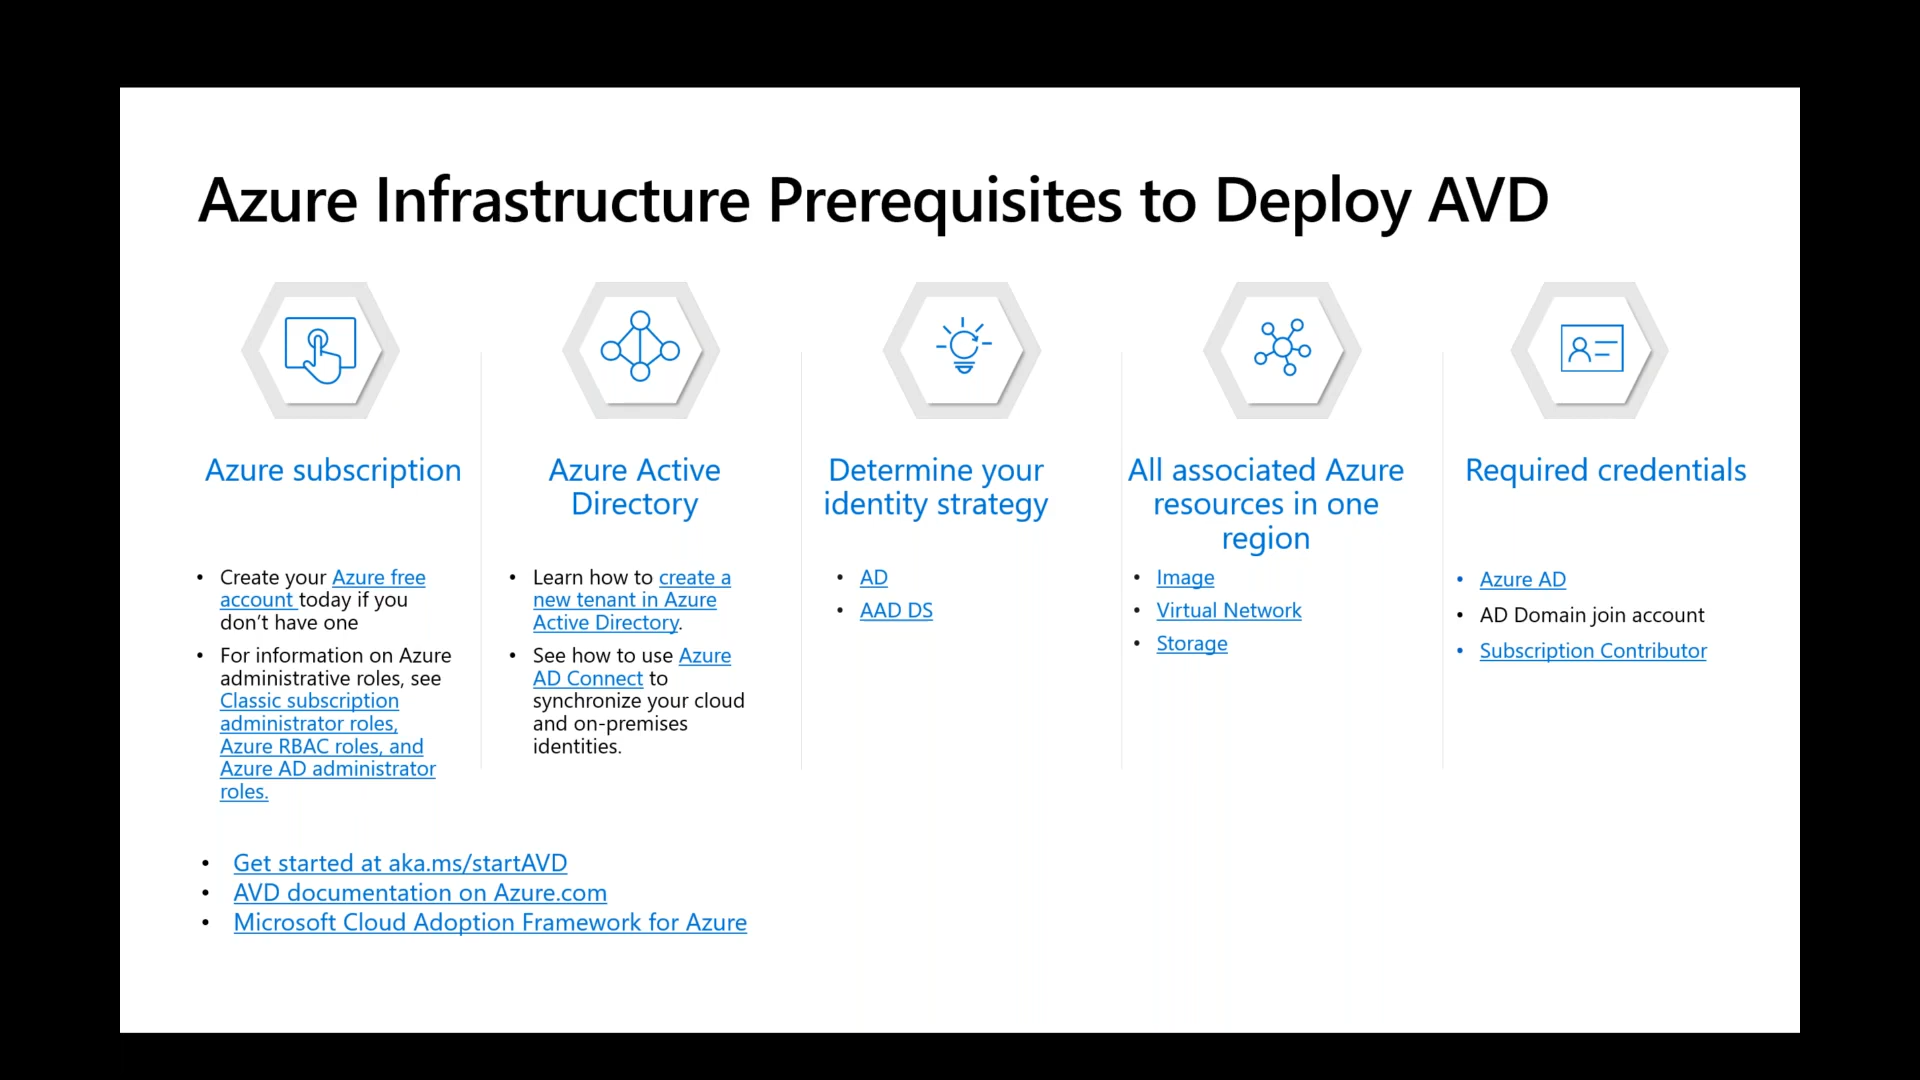 Azure Infrastructure Prerequisites to Deploy AVD
Azure subscription
• Create your Azure free
account today if you
don’t have one
• For information on Azure
administrative roles, see
Classic subscription
administrator roles,
Azure RBAC roles, and
Azure AD administrator
roles.
Azure Active
Directory
• Learn how to create a
new tenant in Azure
Active Directory.
• See how to use Azure
AD Connect to
synchronize your cloud
and on-premises
identities.
Determine your
identity strategy
• AD
• AAD DS
All associated Azure
resources in one
region
• Image
• Virtual Network
• Storage
Required credentials
• Azure AD
• AD Domain join account
• Subscription Contributor
• Get started at aka.ms/startAVD
• AVD documentation on Azure.com
• Microsoft Cloud Adoption Framework for Azure